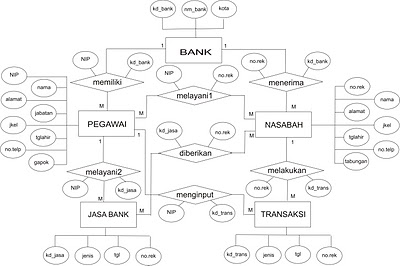 kd_bank
nm_bank
kota
BANK
1
1
NIP
kd_bank
memiliki
NIP
no.rek
melayani1
no.rek
kd_bank
menerima
M
M
M
M
NIP
nama
alamat
jabatan
jkel
tglahir
no.telp
gapok
PEGAWAI
1
1
kd_jasa
no.rek
diberikan
NASABAH
M
1
no.rek
nama
alamat
jkel
tglahir
no.telp
tabungan
melayani2
NIP
kd_jasa
menginput
NIP
kd_trans
melakukan
no.rek
kd_trans
M
M
M
M
JASA BANK
TRANSAKSI
kd_jasa
jenis
tgl
no.rek
kd_trans
jenis
tgl
no.rek